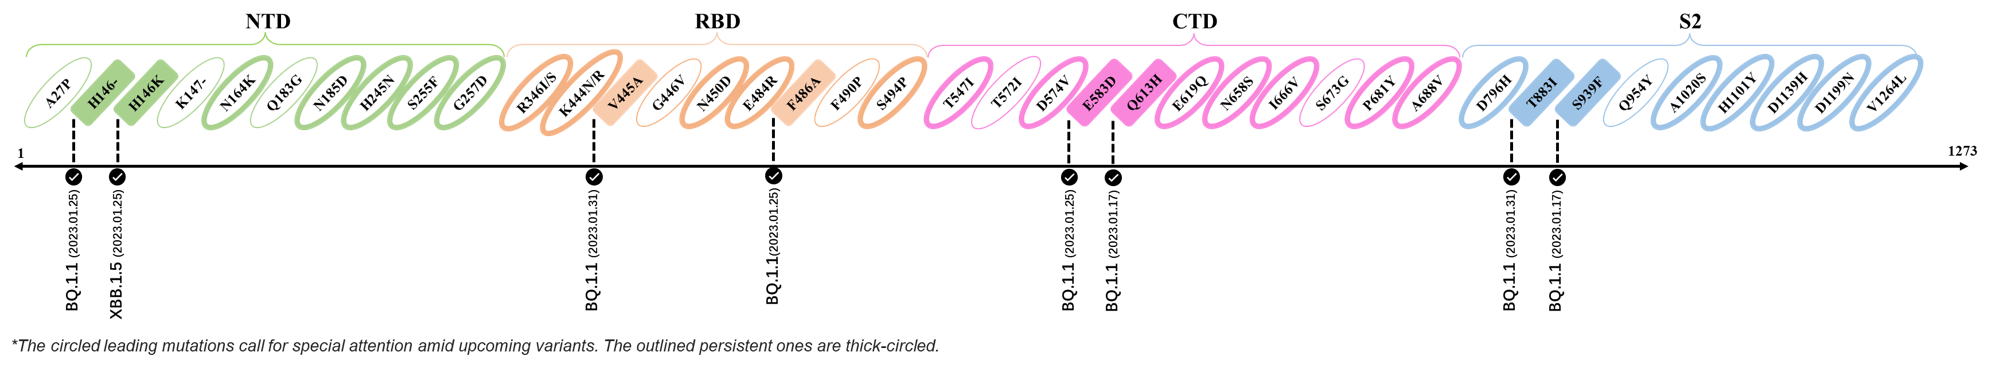 NTD RBD CTD S2
A27P H146- H146K K147- N164K Q183G N185D H245N S255F G257D R346I/S K444N/R V445A G446V N450D E484R F486A F490P S494P T547I T572I D574V E583D Q613H E619Q N658S I666V S673G P681Y A688V D796H T883I S939F Q954Y A1020S H1101Y D1139H D1199N V1264L
1 1273
BQ.1.1 (2023.01.25)
XBB.1.5 (2023.01.25)
BQ.1.1 (2023.01.31)
BQ.1.1(2023.01.25)
BQ.1.1 (2023.01.25)
BQ.1.1 (2023.01.17)
BQ.1.1 (2023.01.31)
BQ.1.1 (2023.01.17)
*The circled leading mutations call for special attention amid upcoming variants. The outlined persistent ones are thick-circled.